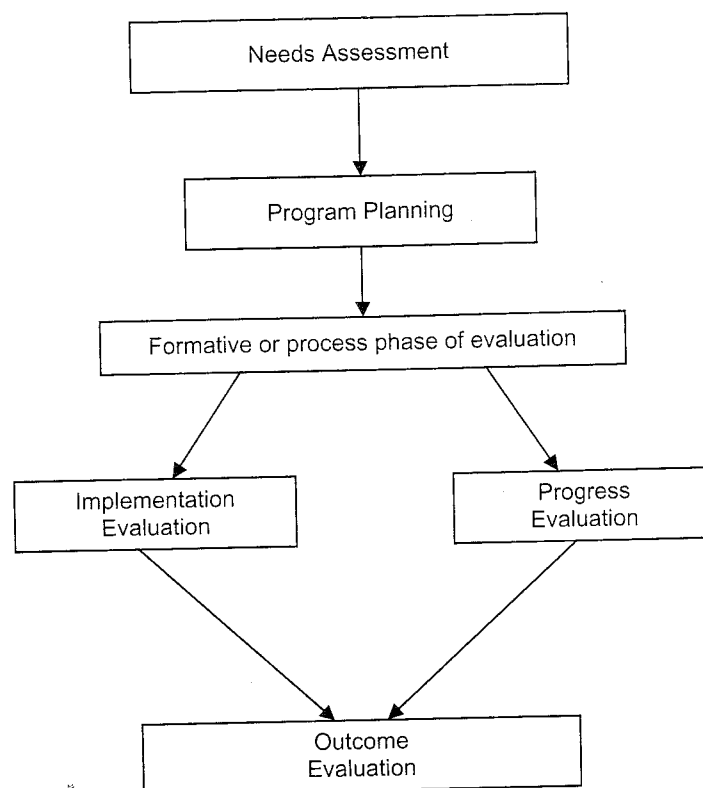 Needs Assessment
Program Planning
Formative or process phase of evaluation
Implementation
Evaluation
Progress
Evaluation
Outcome
Evaluation